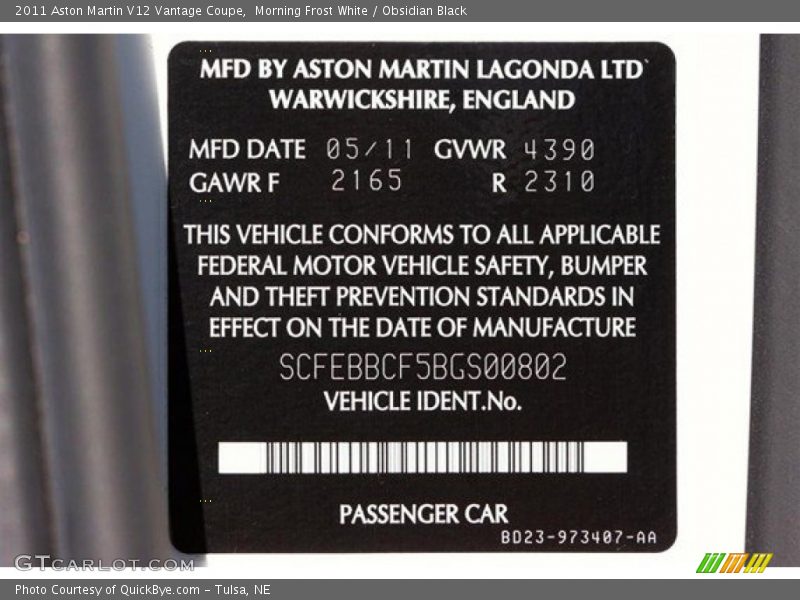 2011 Aston Martin V12 Vantage Coupe,  Morning Frost White / Obsidian Black
MFD BY ASTON MARTIN LAGONDA LTD
WARWICKSHIRE, ENGLAND
MFD DATE 05/11 GVWR 4390
GAWR F 2165 R 2310
THIS VEHICLE CONFORMS TO ALL APPLICABLE
FEDERAL MOTOR VEHICLE SAFETY, BUMPER
AND THEFT PREVENTION STANDARDS IN
EFFECT ON THE DATE OF MANUFACTURE
SCFEBBCF5BGS00802
VEHICLE IDENT.No.
PASSENGER CAR
BD23-973407-AA
GTCARLOT.COM
Photo Courtesy of QuickBye.com - Tulsa, NE